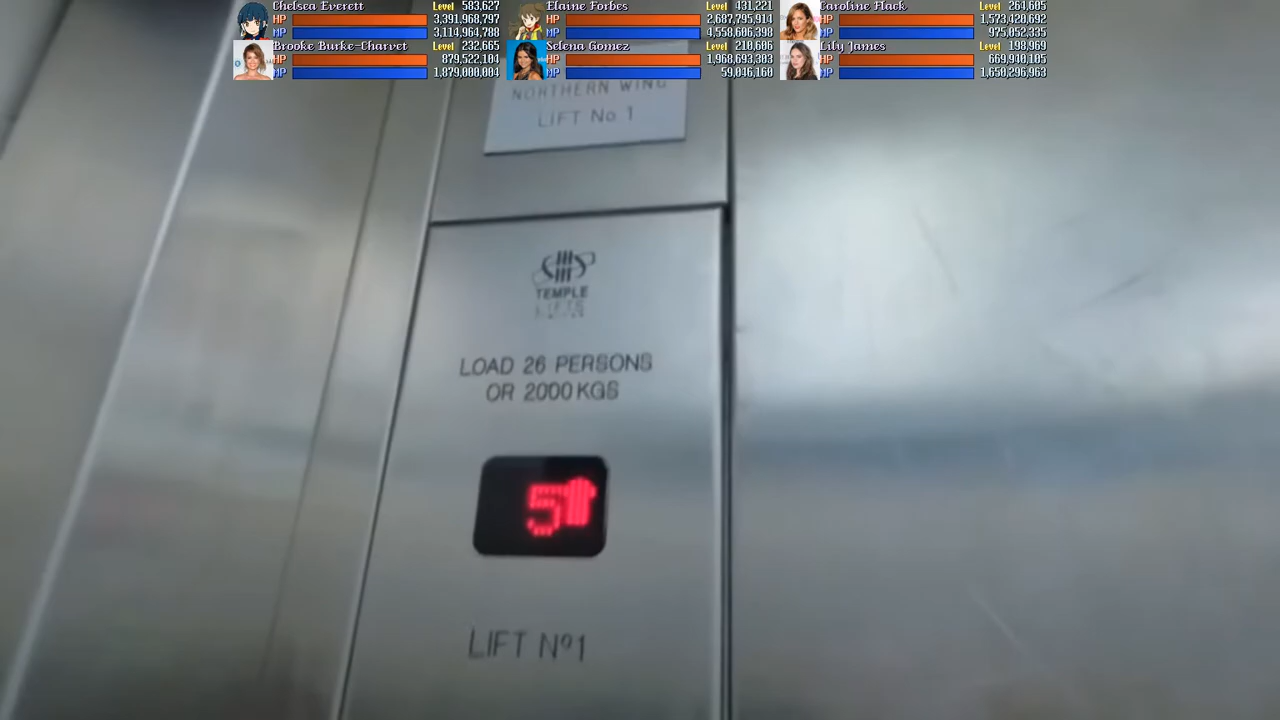 Chelsea Everett Level 583,627
HP 3,391,968,797
MP 3,114,964,788
Elaine Forbes Level 431,221
HP 2,687,795,914
MP 4,558,606,398
Caroline Flack Level 264,605
HP 1,573,420,692
MP 975,052,335
Brooke Burke-Charvet Level 232,665
HP 879,522,104
MP 1,879,000,004
Selena Gomez Level 210,606
HP 1,968,693,303
MP 59,046,160
Lily James Level 198,969
HP 669,940,105
MP 1,650,296,963
NORTHERN WING
LIFT No 1
TEMPLE
LIFTS
LOAD 26 PERSONS
OR 2000 KGS
5
LIFT Nº1